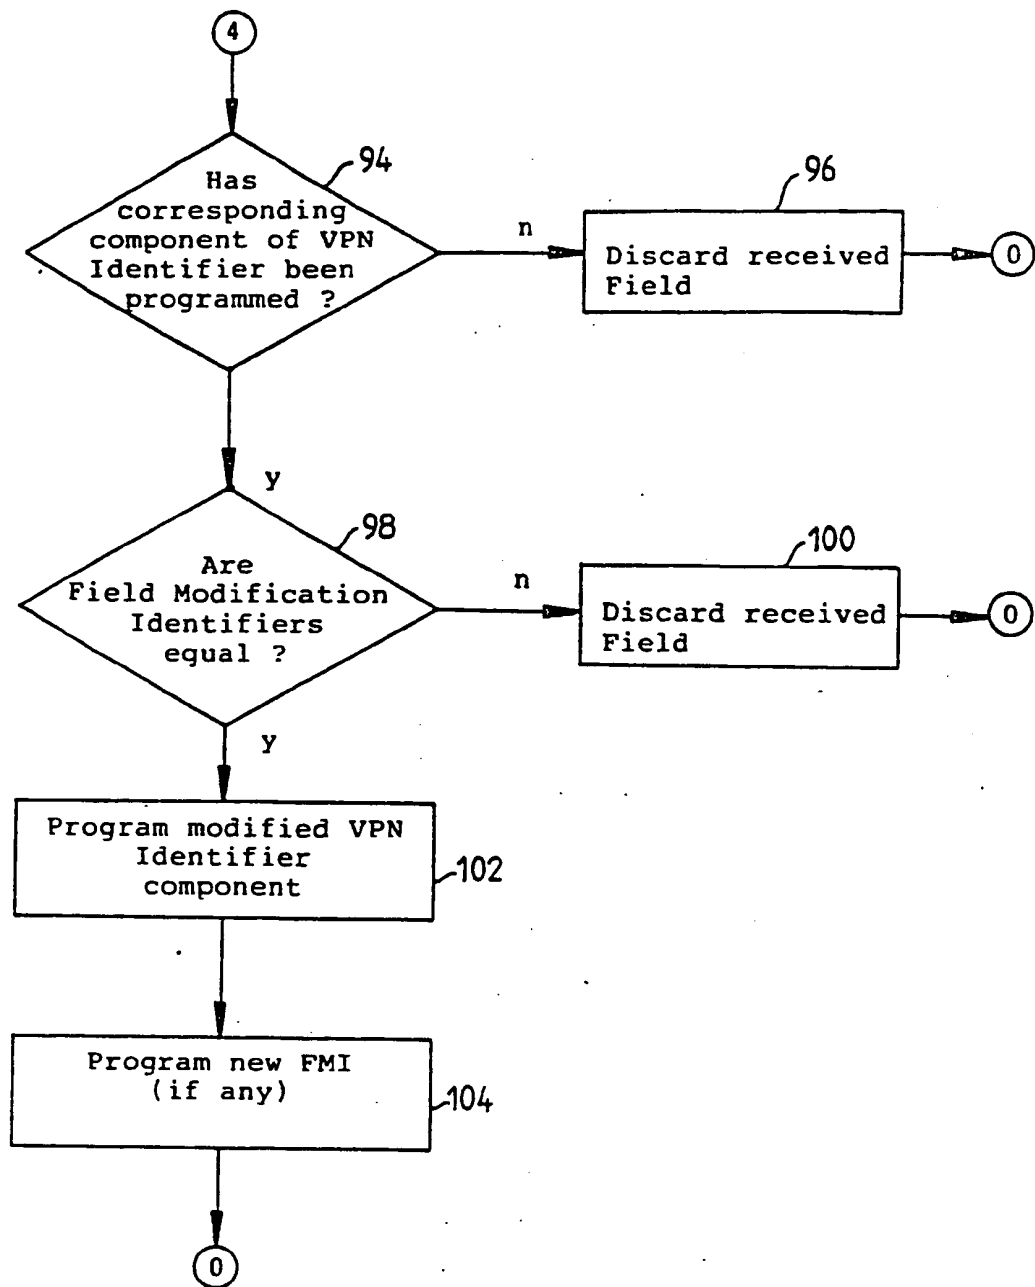 4
94
Has
corresponding
component of VPN
Identifier been
programmed ?
n
96
Discard received
Field
0
y
98
Are
Field Modification
Identifiers
equal ?
n
100
Discard received
Field
0
y
Program modified VPN
Identifier
component
102
Program new FMI
(if any)
104
0